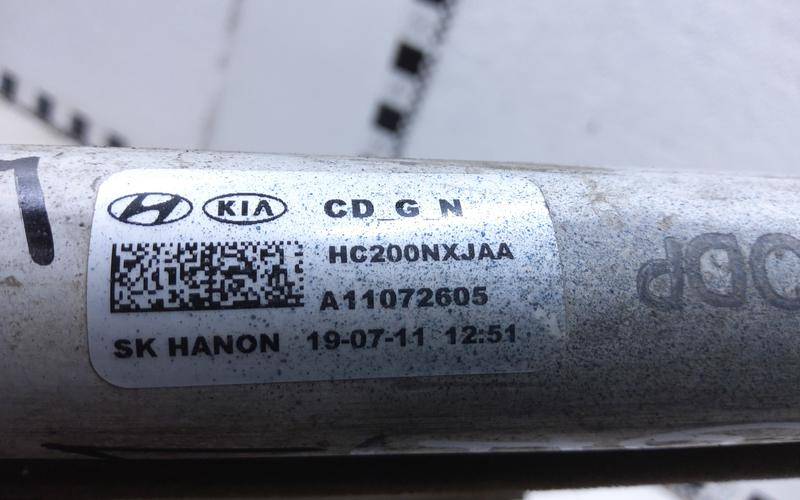 KIA CD_G_N
HC200NXJAA
A11072605
SK HANON 19-07-11 12:51